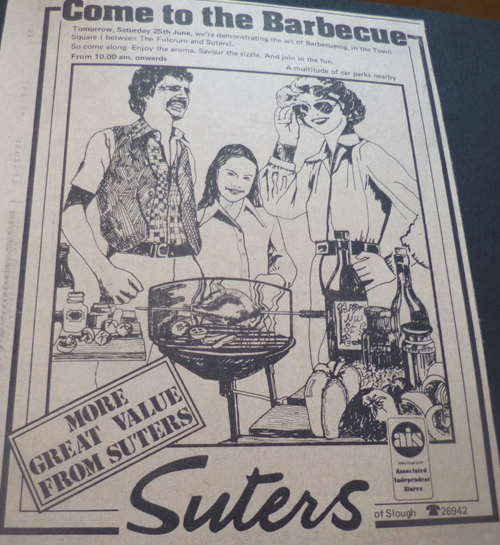 Come to the Barbecue
Tomorrow, Saturday 25th June, we're demonstrating the art of Barbecueing, in the Town
Square ( between The Fulcrum and Suters).
So come along. Enjoy the aroma. Savour the sizzle. And join in the fun.
From 10.00 am. onwards
A multitude of car parks nearby
MORE
GREAT VALUE
FROM SUTERS
ais
Associated
Independent
Stores
Suters
of Slough ☎26942